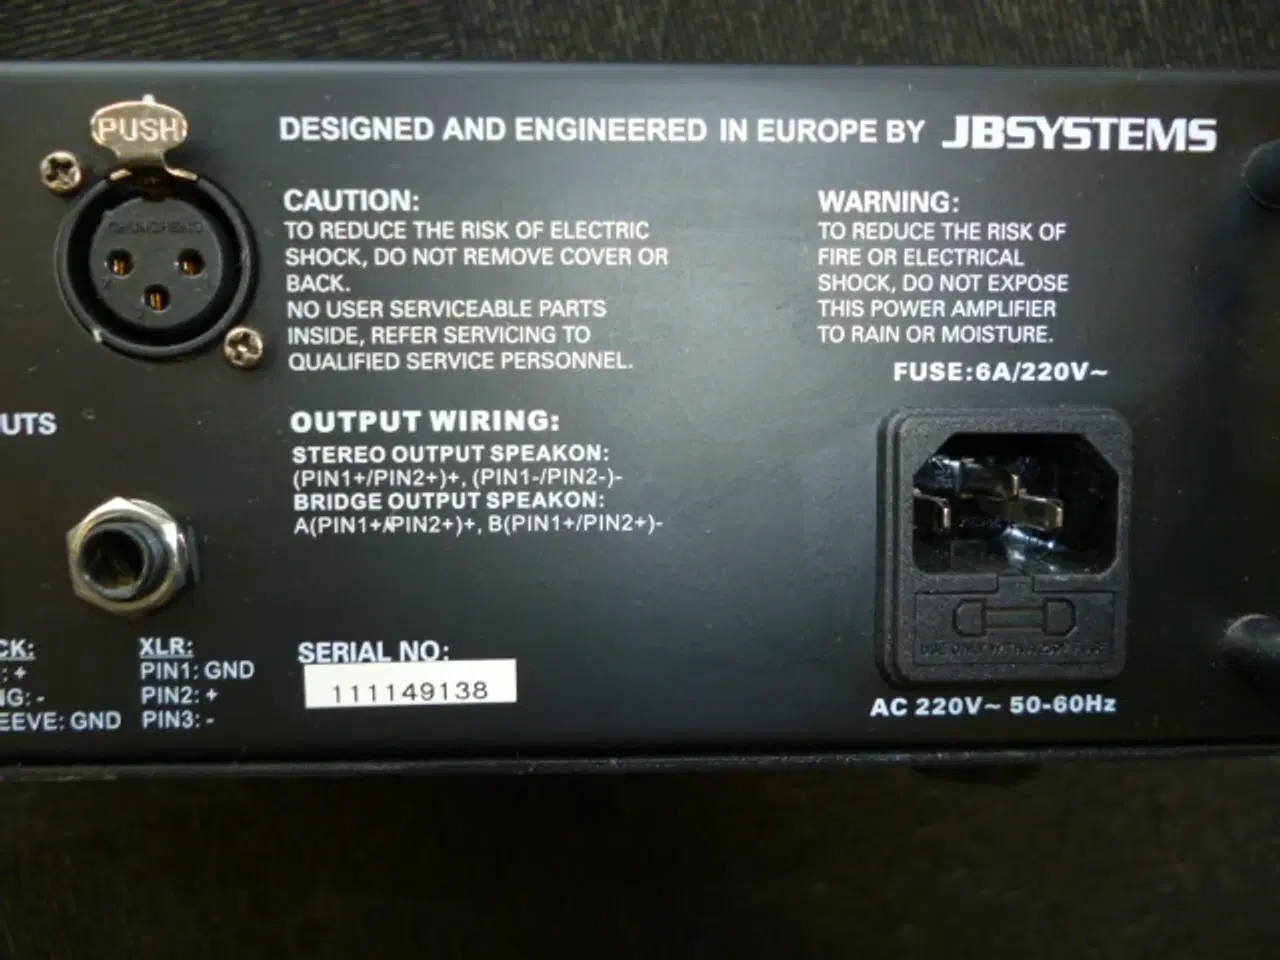 PUSH
DESIGNED AND ENGINEERED IN EUROPE BY JBSYSTEMS
CAUTION:
TO REDUCE THE RISK OF ELECTRIC
SHOCK, DO NOT REMOVE COVER OR
BACK.
NO USER SERVICEABLE PARTS
INSIDE, REFER SERVICING TO
QUALIFIED SERVICE PERSONNEL.
WARNING:
TO REDUCE THE RISK OF
FIRE OR ELECTRICAL
SHOCK, DO NOT EXPOSE
THIS POWER AMPLIFIER
TO RAIN OR MOISTURE.
FUSE:6A/220V~
UTS
OUTPUT WIRING:
STEREO OUTPUT SPEAKON:
(PIN1+/PIN2+)+, (PIN1-/PIN2-)-
BRIDGE OUTPUT SPEAKON:
A(PIN1+/PIN2+)+, B(PIN1+/PIN2+)-
CK:
: +
NG: -
EEVE: GND
XLR:
PIN1: GND
PIN2: +
PIN3: -
SERIAL NO:
111149138
AC 220V~ 50-60Hz